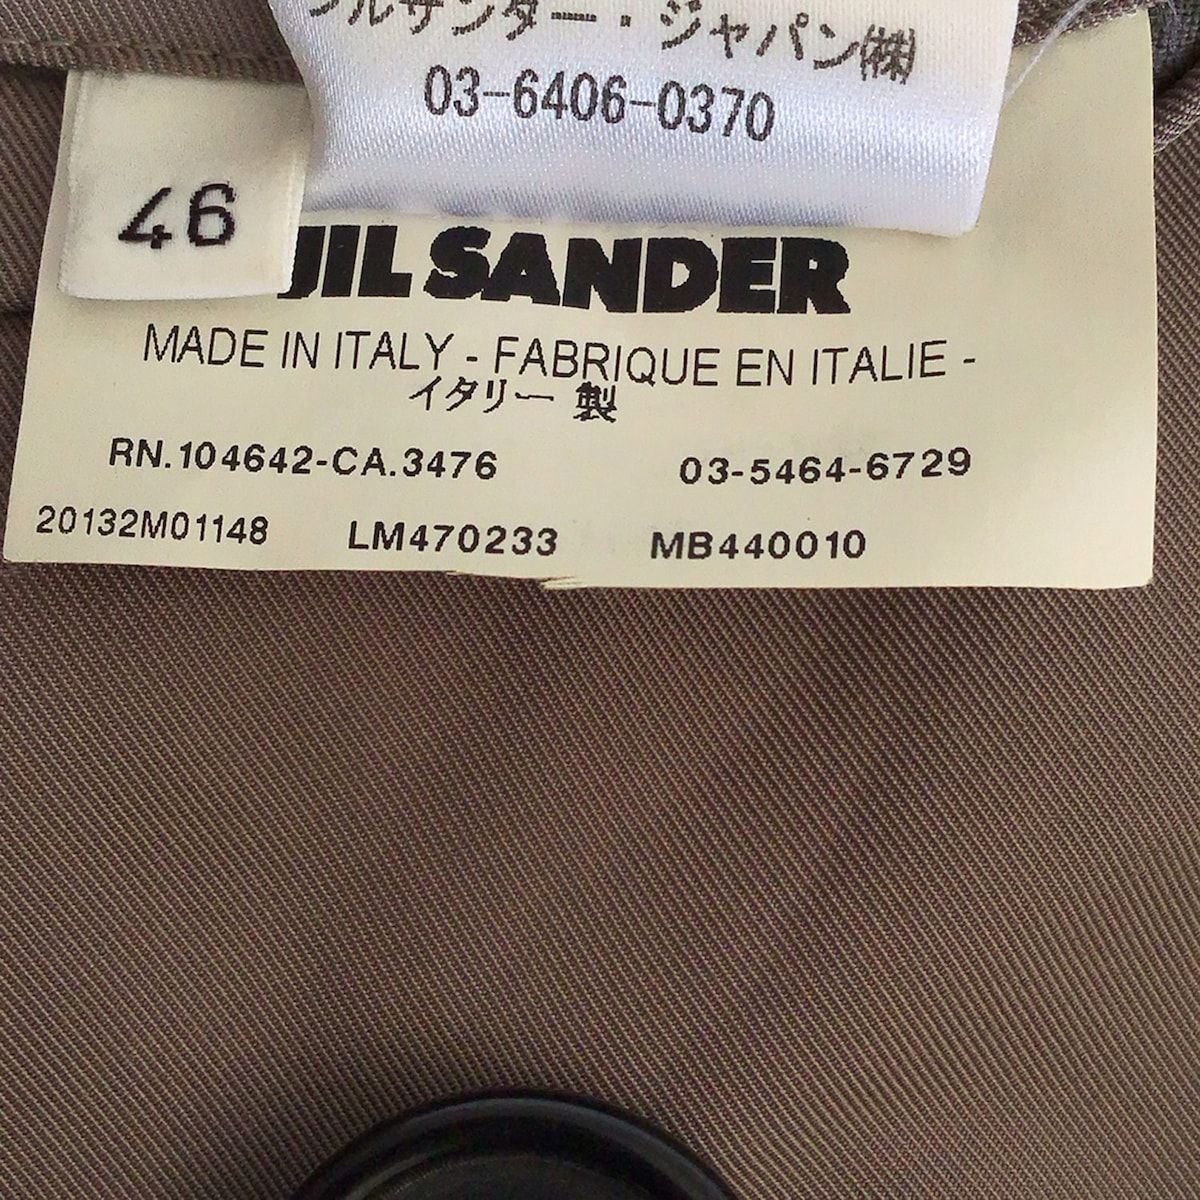 ルサンダー・ジャパン㈱
03-6406-0370
46
JIL SANDER
MADE IN ITALY - FABRIQUE EN ITALIE -
イタリー 製
RN.104642-CA.3476 03-5464-6729
20132M01148 LM470233 MB440010